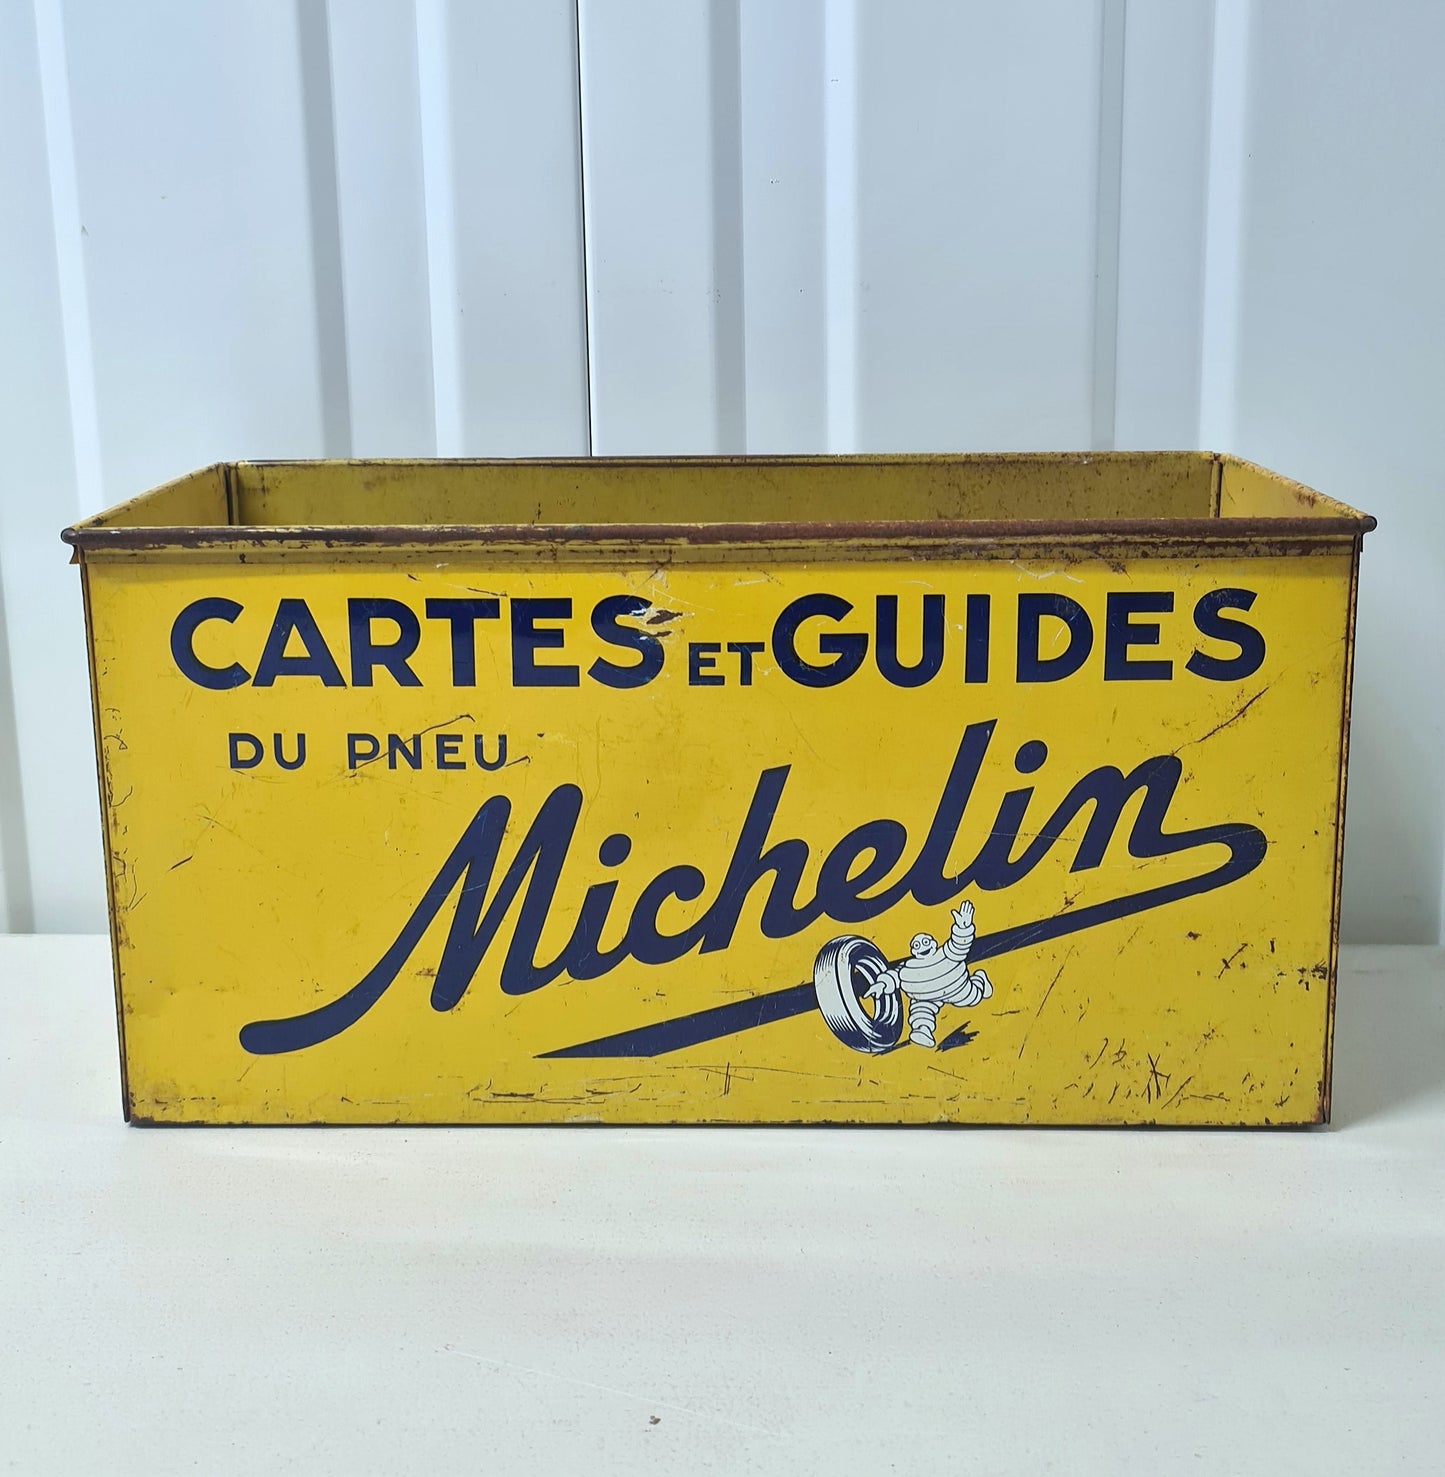 CARTES ET GUIDES
DU PNEU
Michelin